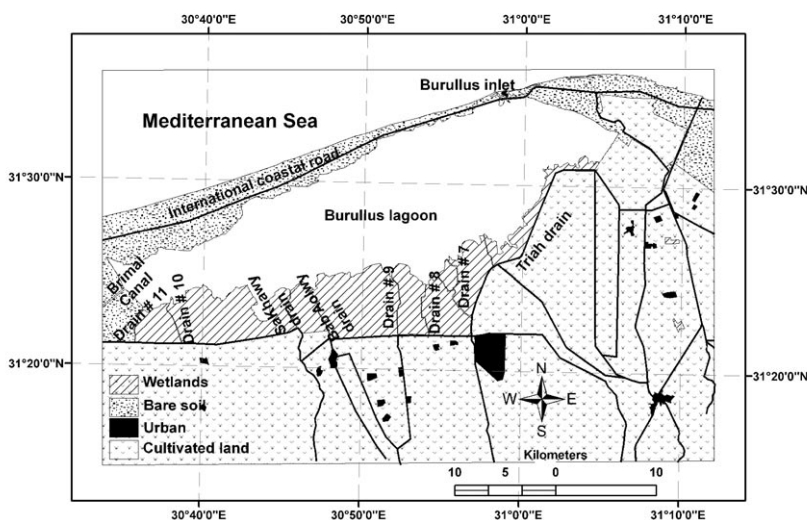 30°40'0"E 30°50'0"E 31°0'0"E 31°10'0"E
Burullus inlet
Mediterranean Sea
International coastal road
31°30'0"N
31°30'0"N
Burullus lagoon
Triah drain
Brimal
Canal
Drain # 11
Drain # 10
Sakhawy
drain
Bab Aolwy
drain
Drain # 9
Drain # 8
Drain # 7
31°20'0"N
31°20'0"N
Wetlands
Bare soil
Urban
Cultivated land
N
W E
S
Kilometers
10 5 0 10
30°40'0"E 30°50'0"E 31°0'0"E 31°10'0"E